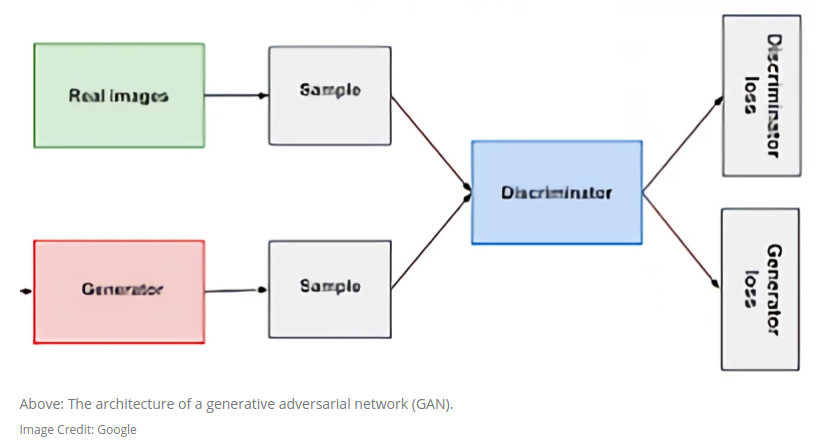 Real images
Sample
Discriminator
loss
Discriminator
Generator
Sample
Generator
loss
Above: The architecture of a generative adversarial network (GAN).
Image Credit: Google